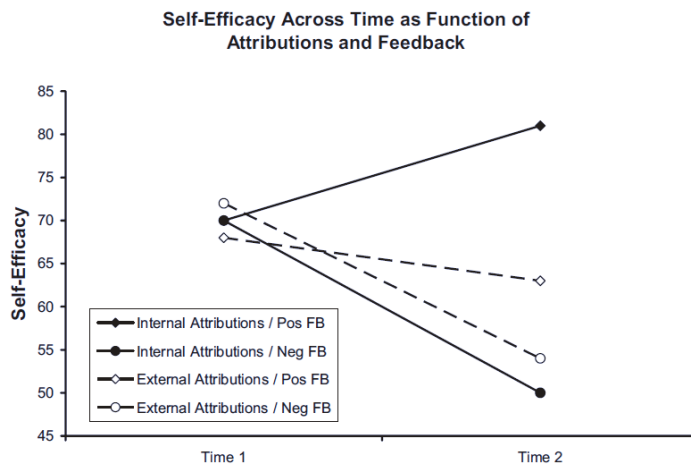 Self-Efficacy Across Time as Function of
Attributions and Feedback
85
80
75
70
65
60
55
50
45
Self-Efficacy
Internal Attributions / Pos FB
Internal Attributions / Neg FB
External Attributions / Pos FB
External Attributions / Neg FB
Time 1
Time 2